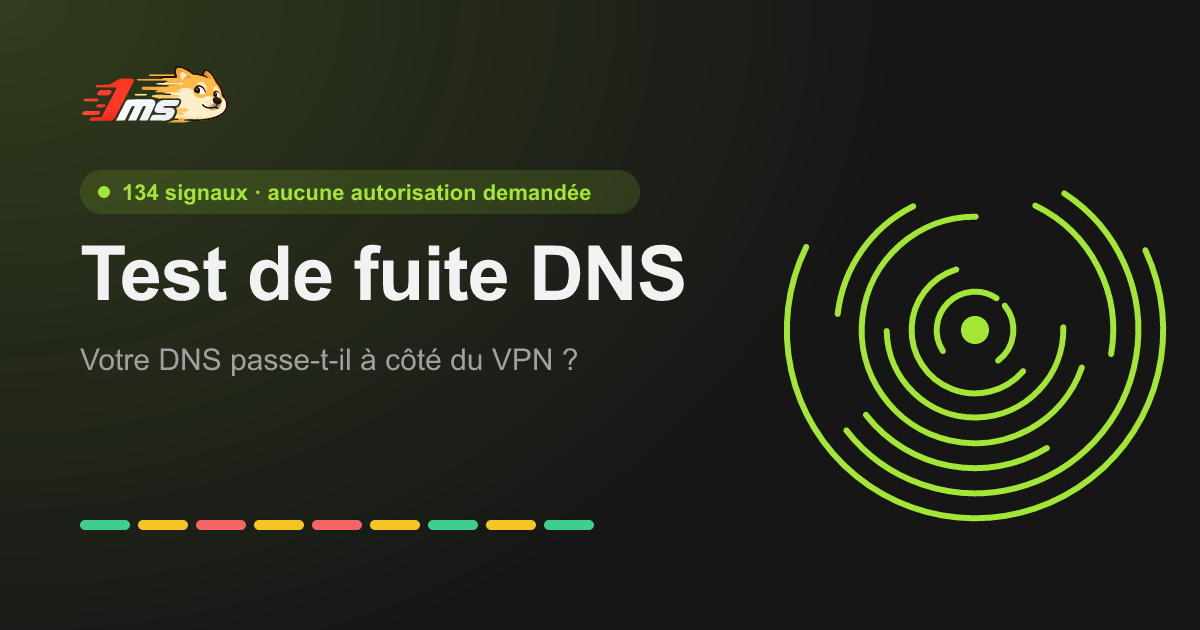 1ms
134 signaux · aucune autorisation demandée
Test de fuite DNS
Votre DNS passe-t-il à côté du VPN ?